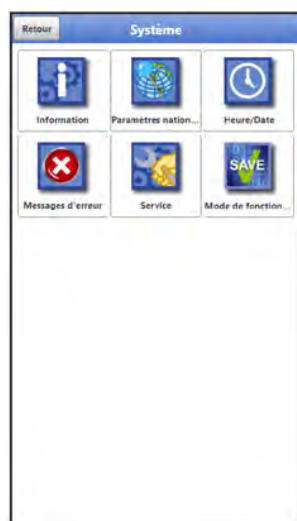 Retour
Système
Information
Paramètres nation...
Heure/Date
Messages d'erreur
Service
SAVE
Mode de fonction...